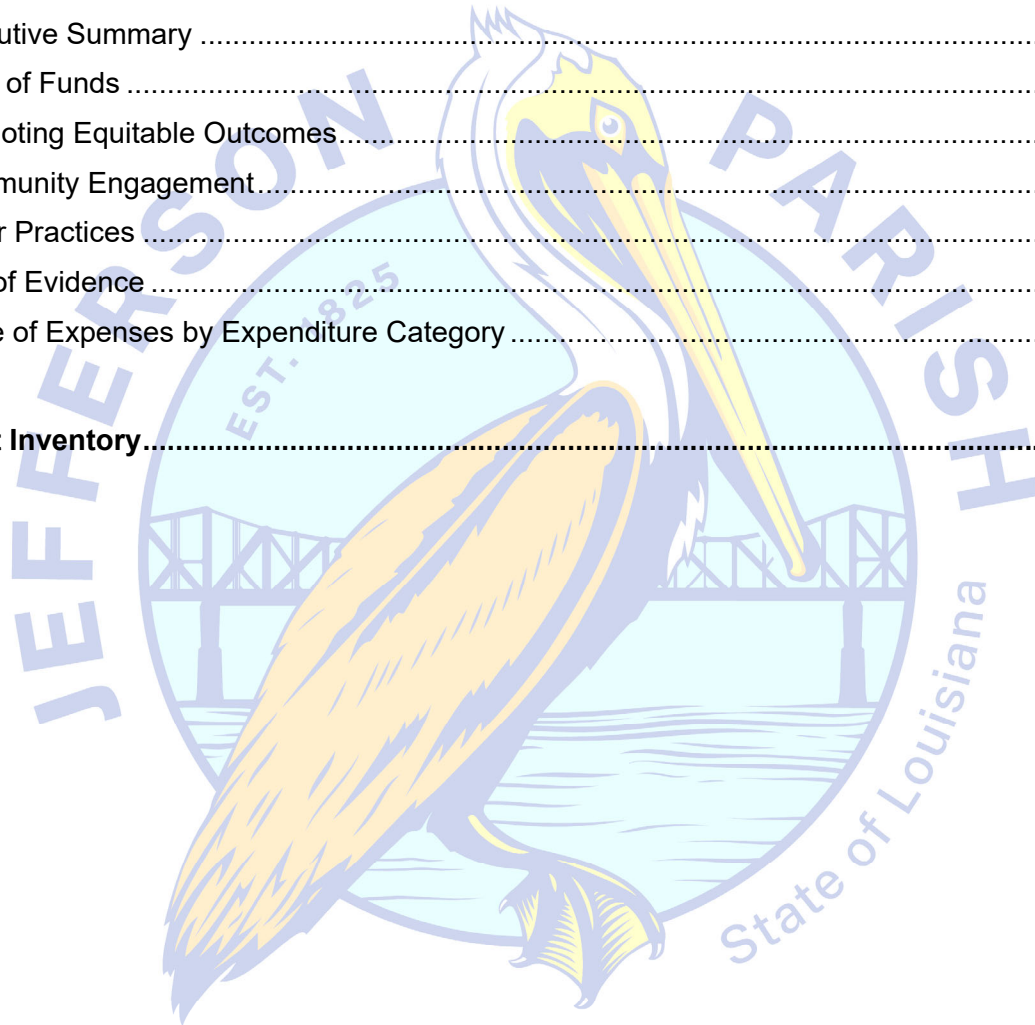 utive Summary ....................................................................................................
of Funds ....................................................................................................
oting Equitable Outcomes....................................................................................................
munity Engagement....................................................................................................
r Practices ....................................................................................................
of Evidence ....................................................................................................
e of Expenses by Expenditure Category ....................................................................................................
t Inventory....................................................................................................
JEFFERSON PARISH
EST. 1825
State of Louisiana